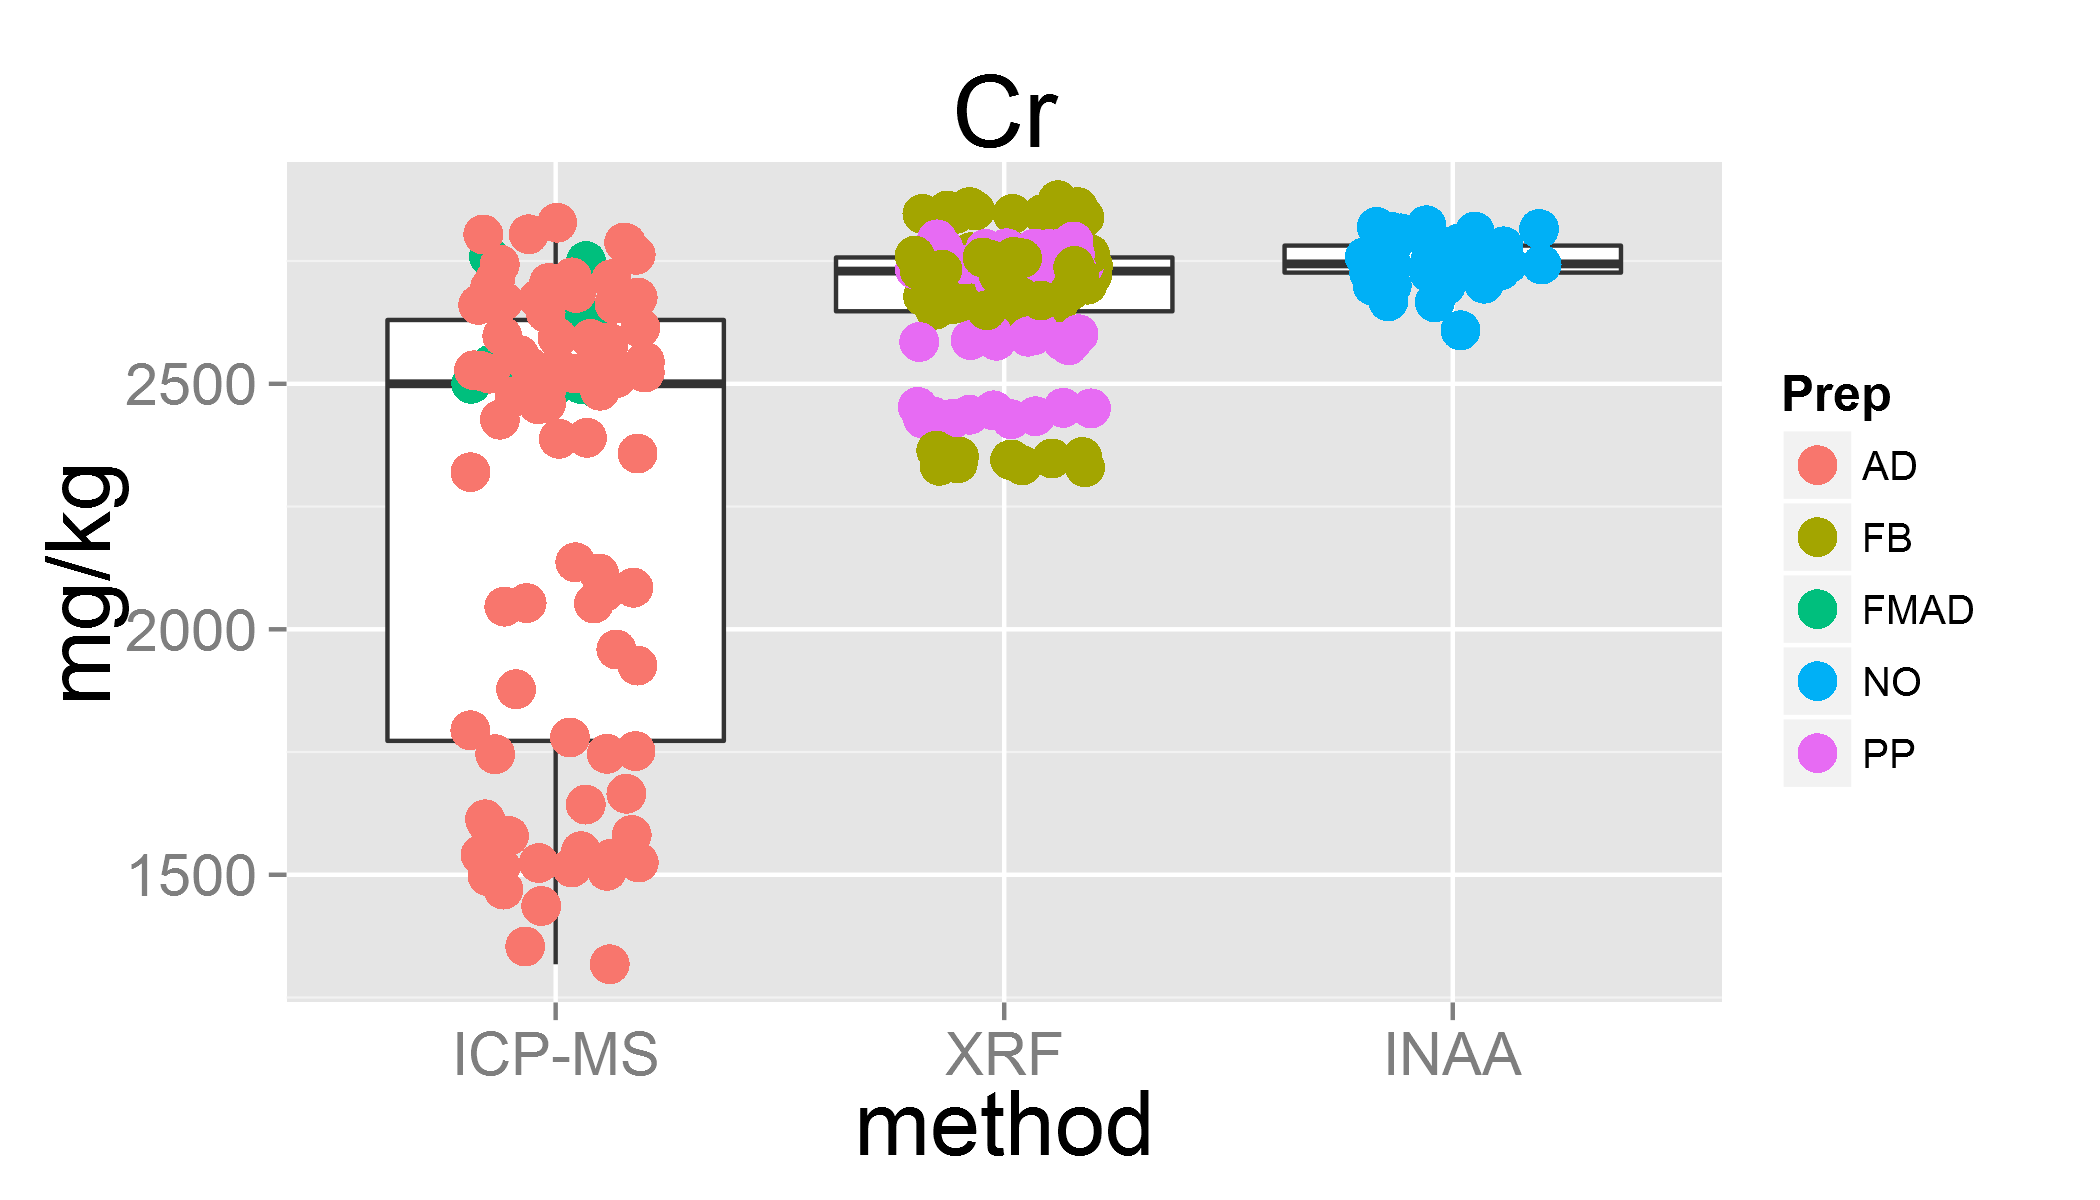 Cr
mg/kg
2500
2000
1500
ICP-MS
XRF
INAA
method
Prep
AD
FB
FMAD
NO
PP